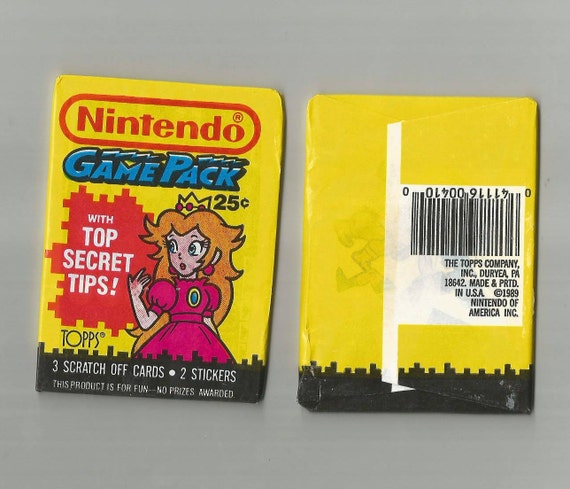 Nintendo®
GAME PACK
25¢
WITH
TOP
SECRET
TIPS!
TOPPS®
3 SCRATCH OFF CARDS • 2 STICKERS
THIS PRODUCT IS FOR FUN—NO PRIZES AWARDED.
0 41116 00410 0
THE TOPPS COMPANY,
INC., DURYEA, PA
18642. MADE & PRTD.
IN U.S.A. ©1989
NINTENDO OF
AMERICA INC.